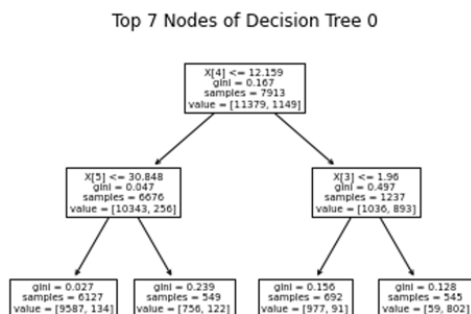 Top 7 Nodes of Decision Tree 0
X[4] <= 12.159
gini = 0.167
samples = 7913
value = [11379, 1149]
X[5] <= 30.848
gini = 0.047
samples = 6676
value = [10343, 256]
X[3] <= 1.96
gini = 0.497
samples = 1237
value = [1036, 893]
gini = 0.027
samples = 6127
value = [9587, 134]
gini = 0.239
samples = 549
value = [756, 122]
gini = 0.156
samples = 692
value = [977, 91]
gini = 0.128
samples = 545
value = [59, 802]